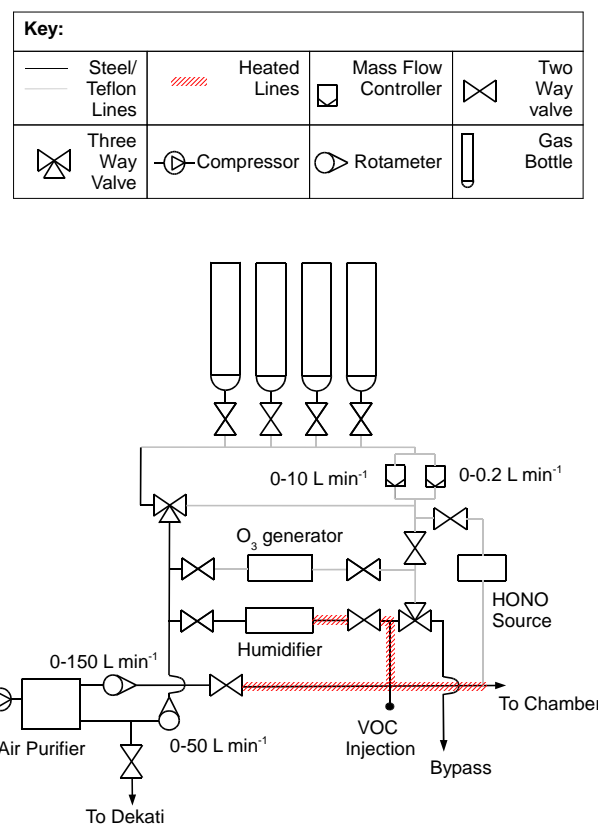 Key:
Steel/
Teflon
Lines
Heated
Lines
Mass Flow
Controller
Two
Way
valve
Three
Way
Valve
Compressor
Rotameter
Gas
Bottle
0-10 L min⁻¹
0-0.2 L min⁻¹
O₃ generator
HONO
Source
Humidifier
0-150 L min⁻¹
To Chamber
Air Purifier
0-50 L min⁻¹
VOC
Injection
Bypass
To Dekati